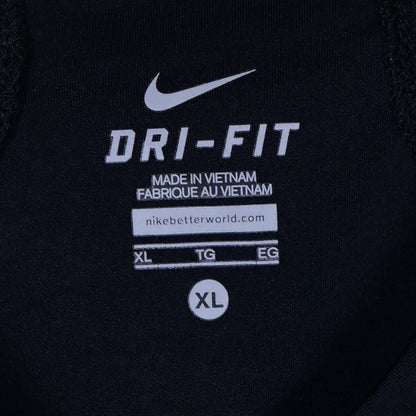 DRI-FIT
MADE IN VIETNAM
FABRIQUE AU VIETNAM
nikebetterworld.com
XL TG EG
XL